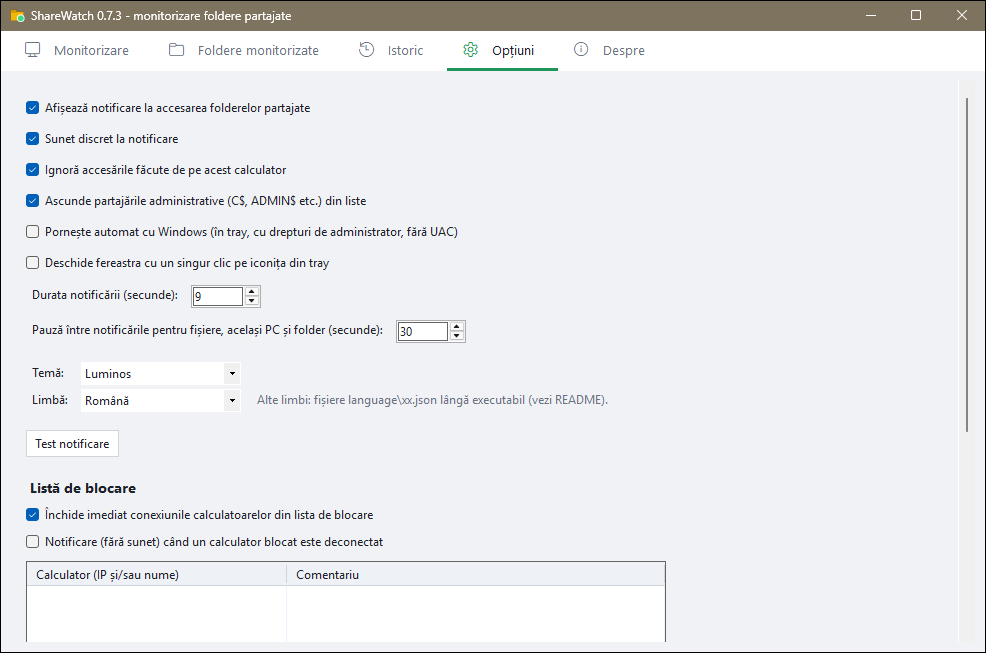 ShareWatch 0.7.3 - monitorizare foldere partajate
Monitorizare Foldere monitorizate Istoric Opțiuni Despre
Afișează notificare la accesarea folderelor partajate
Sunet discret la notificare
Ignoră accesările făcute de pe acest calculator
Ascunde partajările administrative (C$, ADMIN$ etc.) din liste
Pornește automat cu Windows (în tray, cu drepturi de administrator, fără UAC)
Deschide fereastra cu un singur clic pe iconița din tray
Durata notificării (secunde): 9
Pauză între notificările pentru fișiere, același PC și folder (secunde): 30
Temă: Luminos
Limbă: Română Alte limbi: fișiere language\xx.json lângă executabil (vezi README).
Test notificare
Listă de blocare
Închide imediat conexiunile calculatoarelor din lista de blocare
Notificare (fără sunet) când un calculator blocat este deconectat
Calculator (IP și/sau nume) Comentariu